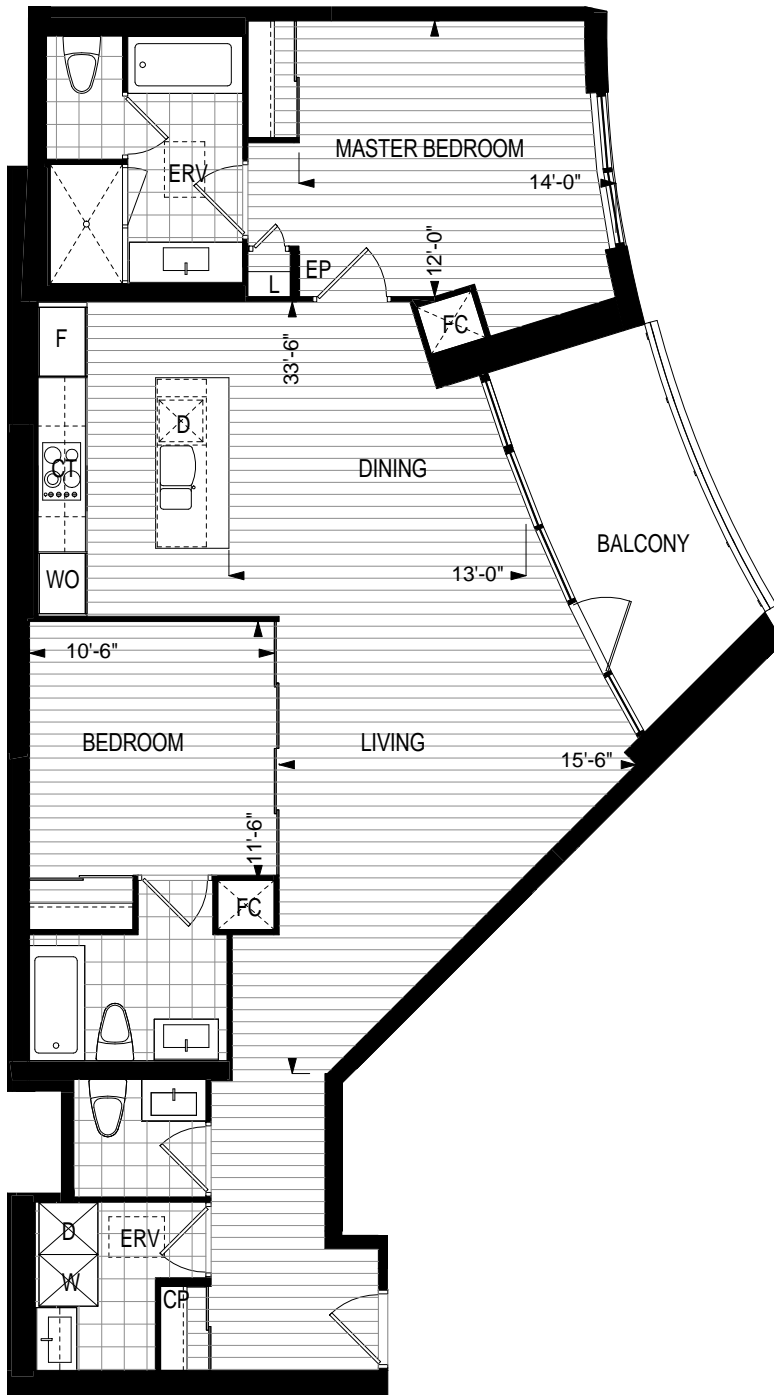 MASTER BEDROOM
ERV
14'-0"
12'-0"
EP
L
FC
F
33'-6"
D
CT
DINING
BALCONY
WO
13'-0"
10'-6"
BEDROOM
LIVING
15'-6"
11'-6"
FC
D
ERV
W
CP